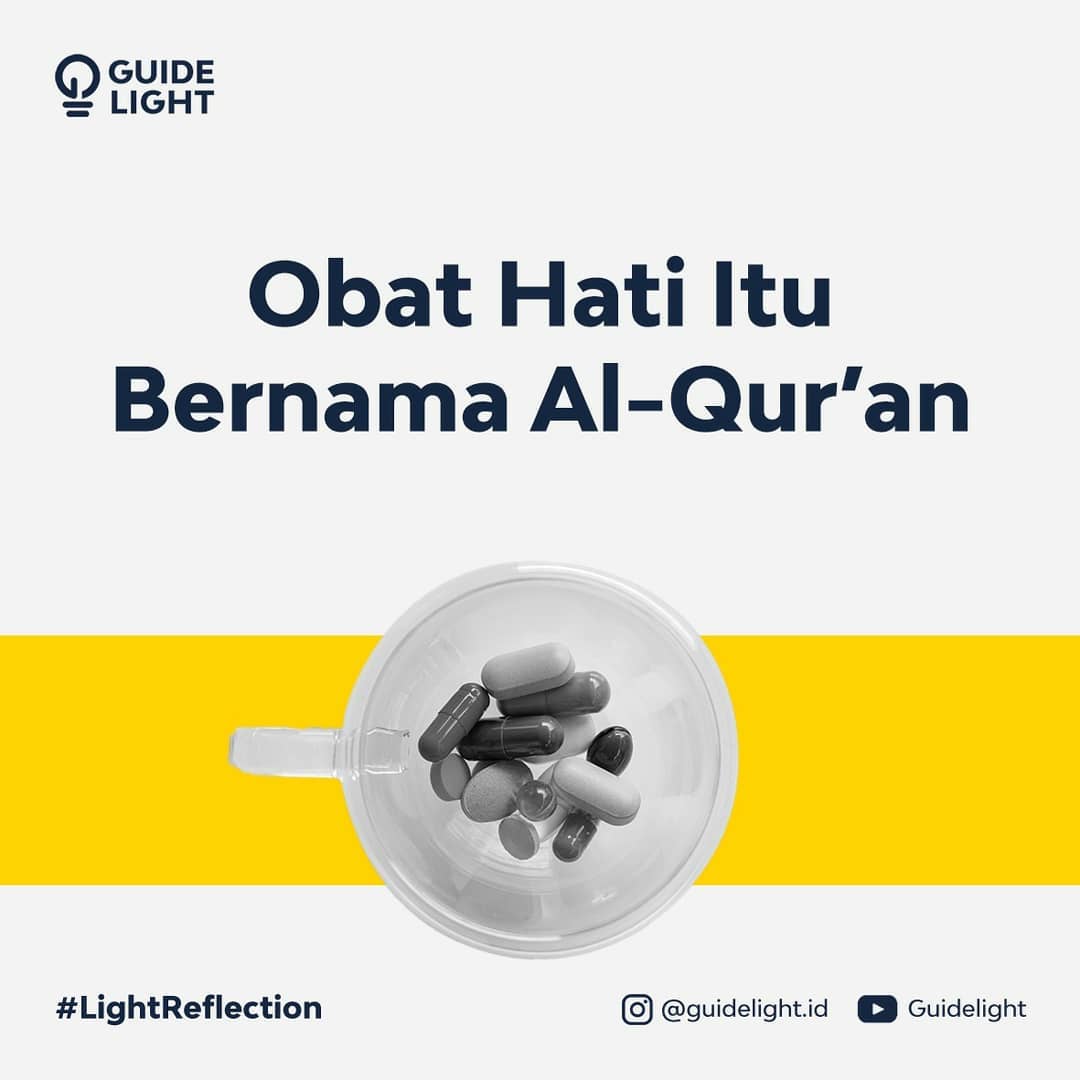 GUIDE
LIGHT
Obat Hati Itu
Bernama Al-Qur’an
#LightReflection
@guidelight.id
Guidelight